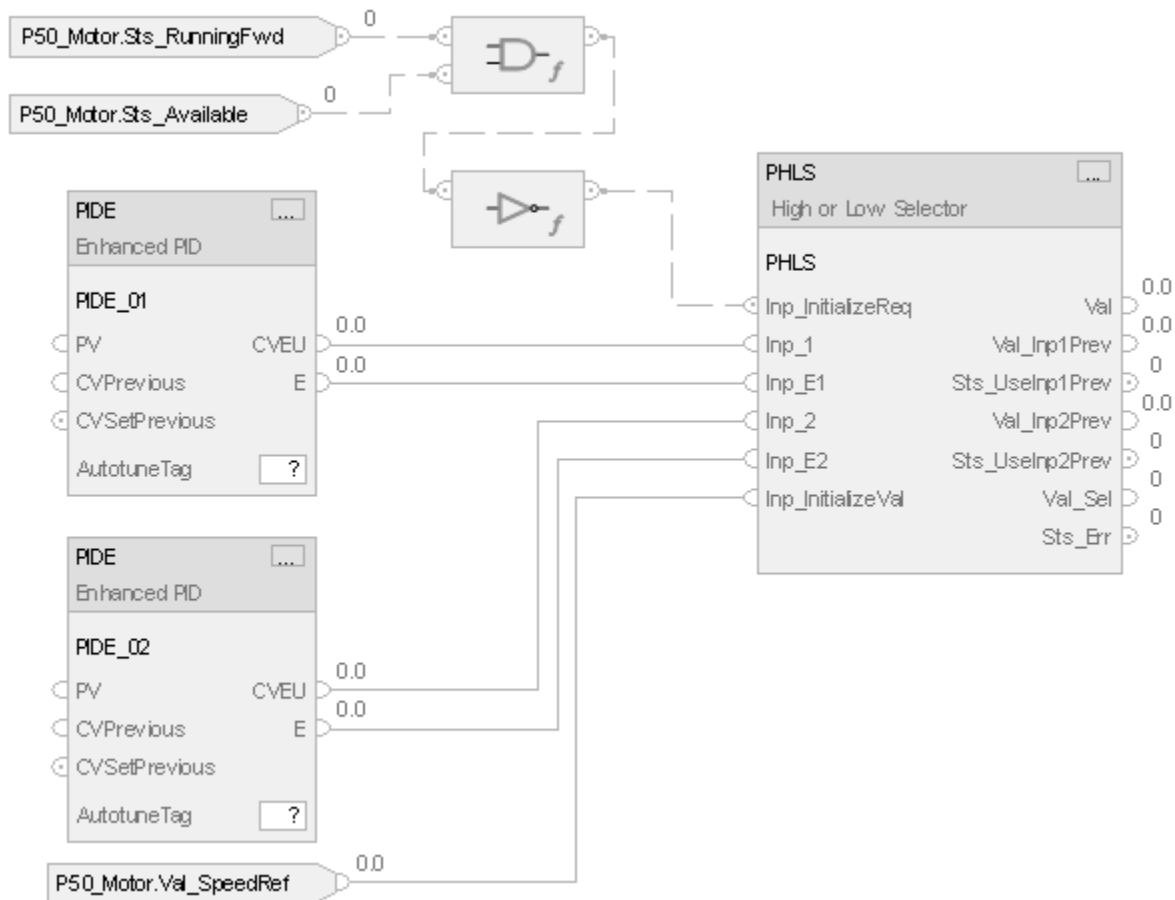 0
P50_Motor.Sts_RunningFwd
0
P50_Motor.Sts_Available
f
f
PIDE
...
Enhanced PID
PIDE_01
PV
CVEU
0.0
CVPrevious
E
0.0
CVSetPrevious
AutotuneTag
?
PIDE
...
Enhanced PID
PIDE_02
PV
CVEU
0.0
CVPrevious
E
0.0
CVSetPrevious
AutotuneTag
?
P50_Motor.Val_SpeedRef
0.0
PHLS
...
High or Low Selector
PHLS
Inp_InitializeReq
Val
0.0
Inp_1
Val_Inp1Prev
0.0
Inp_E1
Sts_UseInp1Prev
0
Inp_2
Val_Inp2Prev
0.0
Inp_E2
Sts_UseInp2Prev
0
Inp_InitializeVal
Val_Sel
0
Sts_Err
0